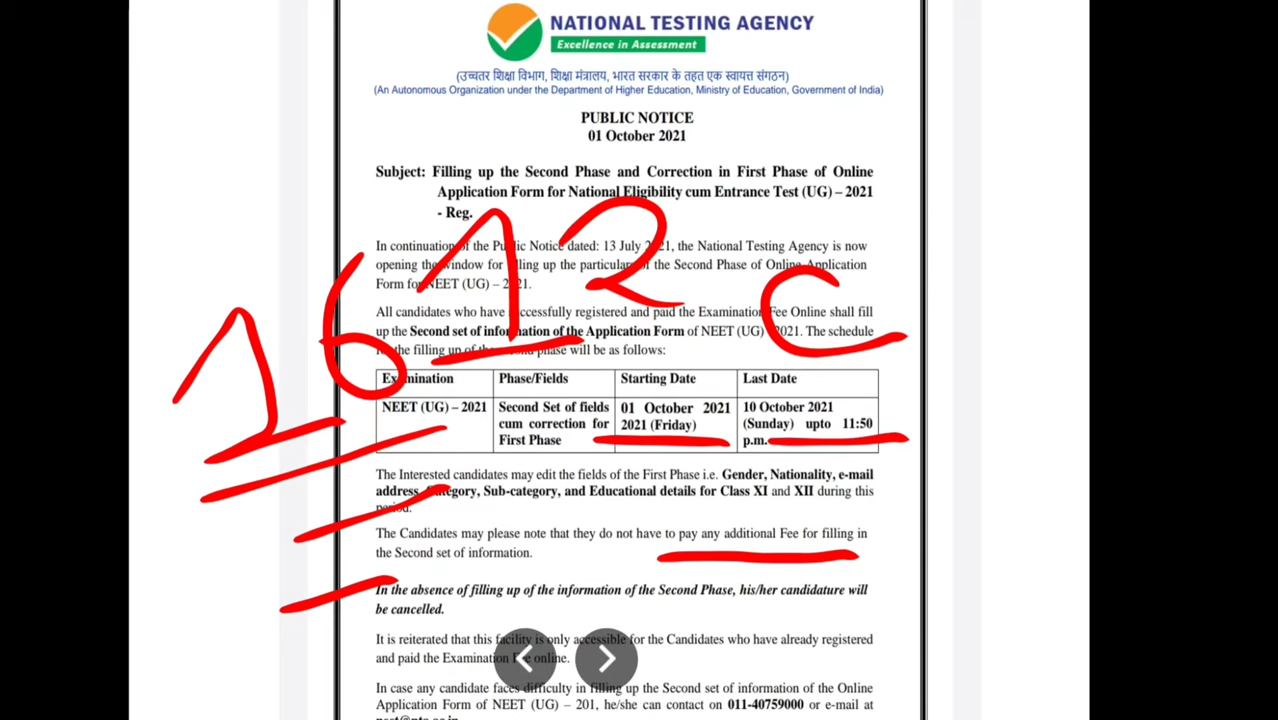 NATIONAL TESTING AGENCY
Excellence in Assessment
(उच्चतर शिक्षा विभाग, शिक्षा मंत्रालय, भारत सरकार के तहत एक स्वायत्त संगठन)
(An Autonomous Organization under the Department of Higher Education, Ministry of Education, Government of India)
PUBLIC NOTICE
01 October 2021
Subject: Filling up the Second Phase and Correction in First Phase of Online
Application Form for National Eligibility cum Entrance Test (UG) – 2021
- Reg.
In continuation of the Public Notice dated: 13 July 2021, the National Testing Agency is now
opening the window for filling up the particulars of the Second Phase of Online Application
Form for NEET (UG) – 2021.
All candidates who have successfully registered and paid the Examination Fee Online shall fill
up the Second set of information of the Application Form of NEET (UG) 2021. The schedule
for the filling up of the second phase will be as follows:
Examination Phase/Fields Starting Date Last Date
NEET (UG) – 2021 Second Set of fields 01 October 2021 10 October 2021
cum correction for 2021 (Friday) (Sunday) upto 11:50
First Phase p.m.
The Interested candidates may edit the fields of the First Phase i.e. Gender, Nationality, e-mail
address, Category, Sub-category, and Educational details for Class XI and XII during this
period.
The Candidates may please note that they do not have to pay any additional Fee for filling in
the Second set of information.
In the absence of filling up of the information of the Second Phase, his/her candidature will
be cancelled.
It is reiterated that this facility is only accessible for the Candidates who have already registered
and paid the Examination Fee online.
In case any candidate faces difficulty in filling up the Second set of information of the Online
Application Form of NEET (UG) – 201, he/she can contact on 011-40759000 or e-mail at
16 12 C